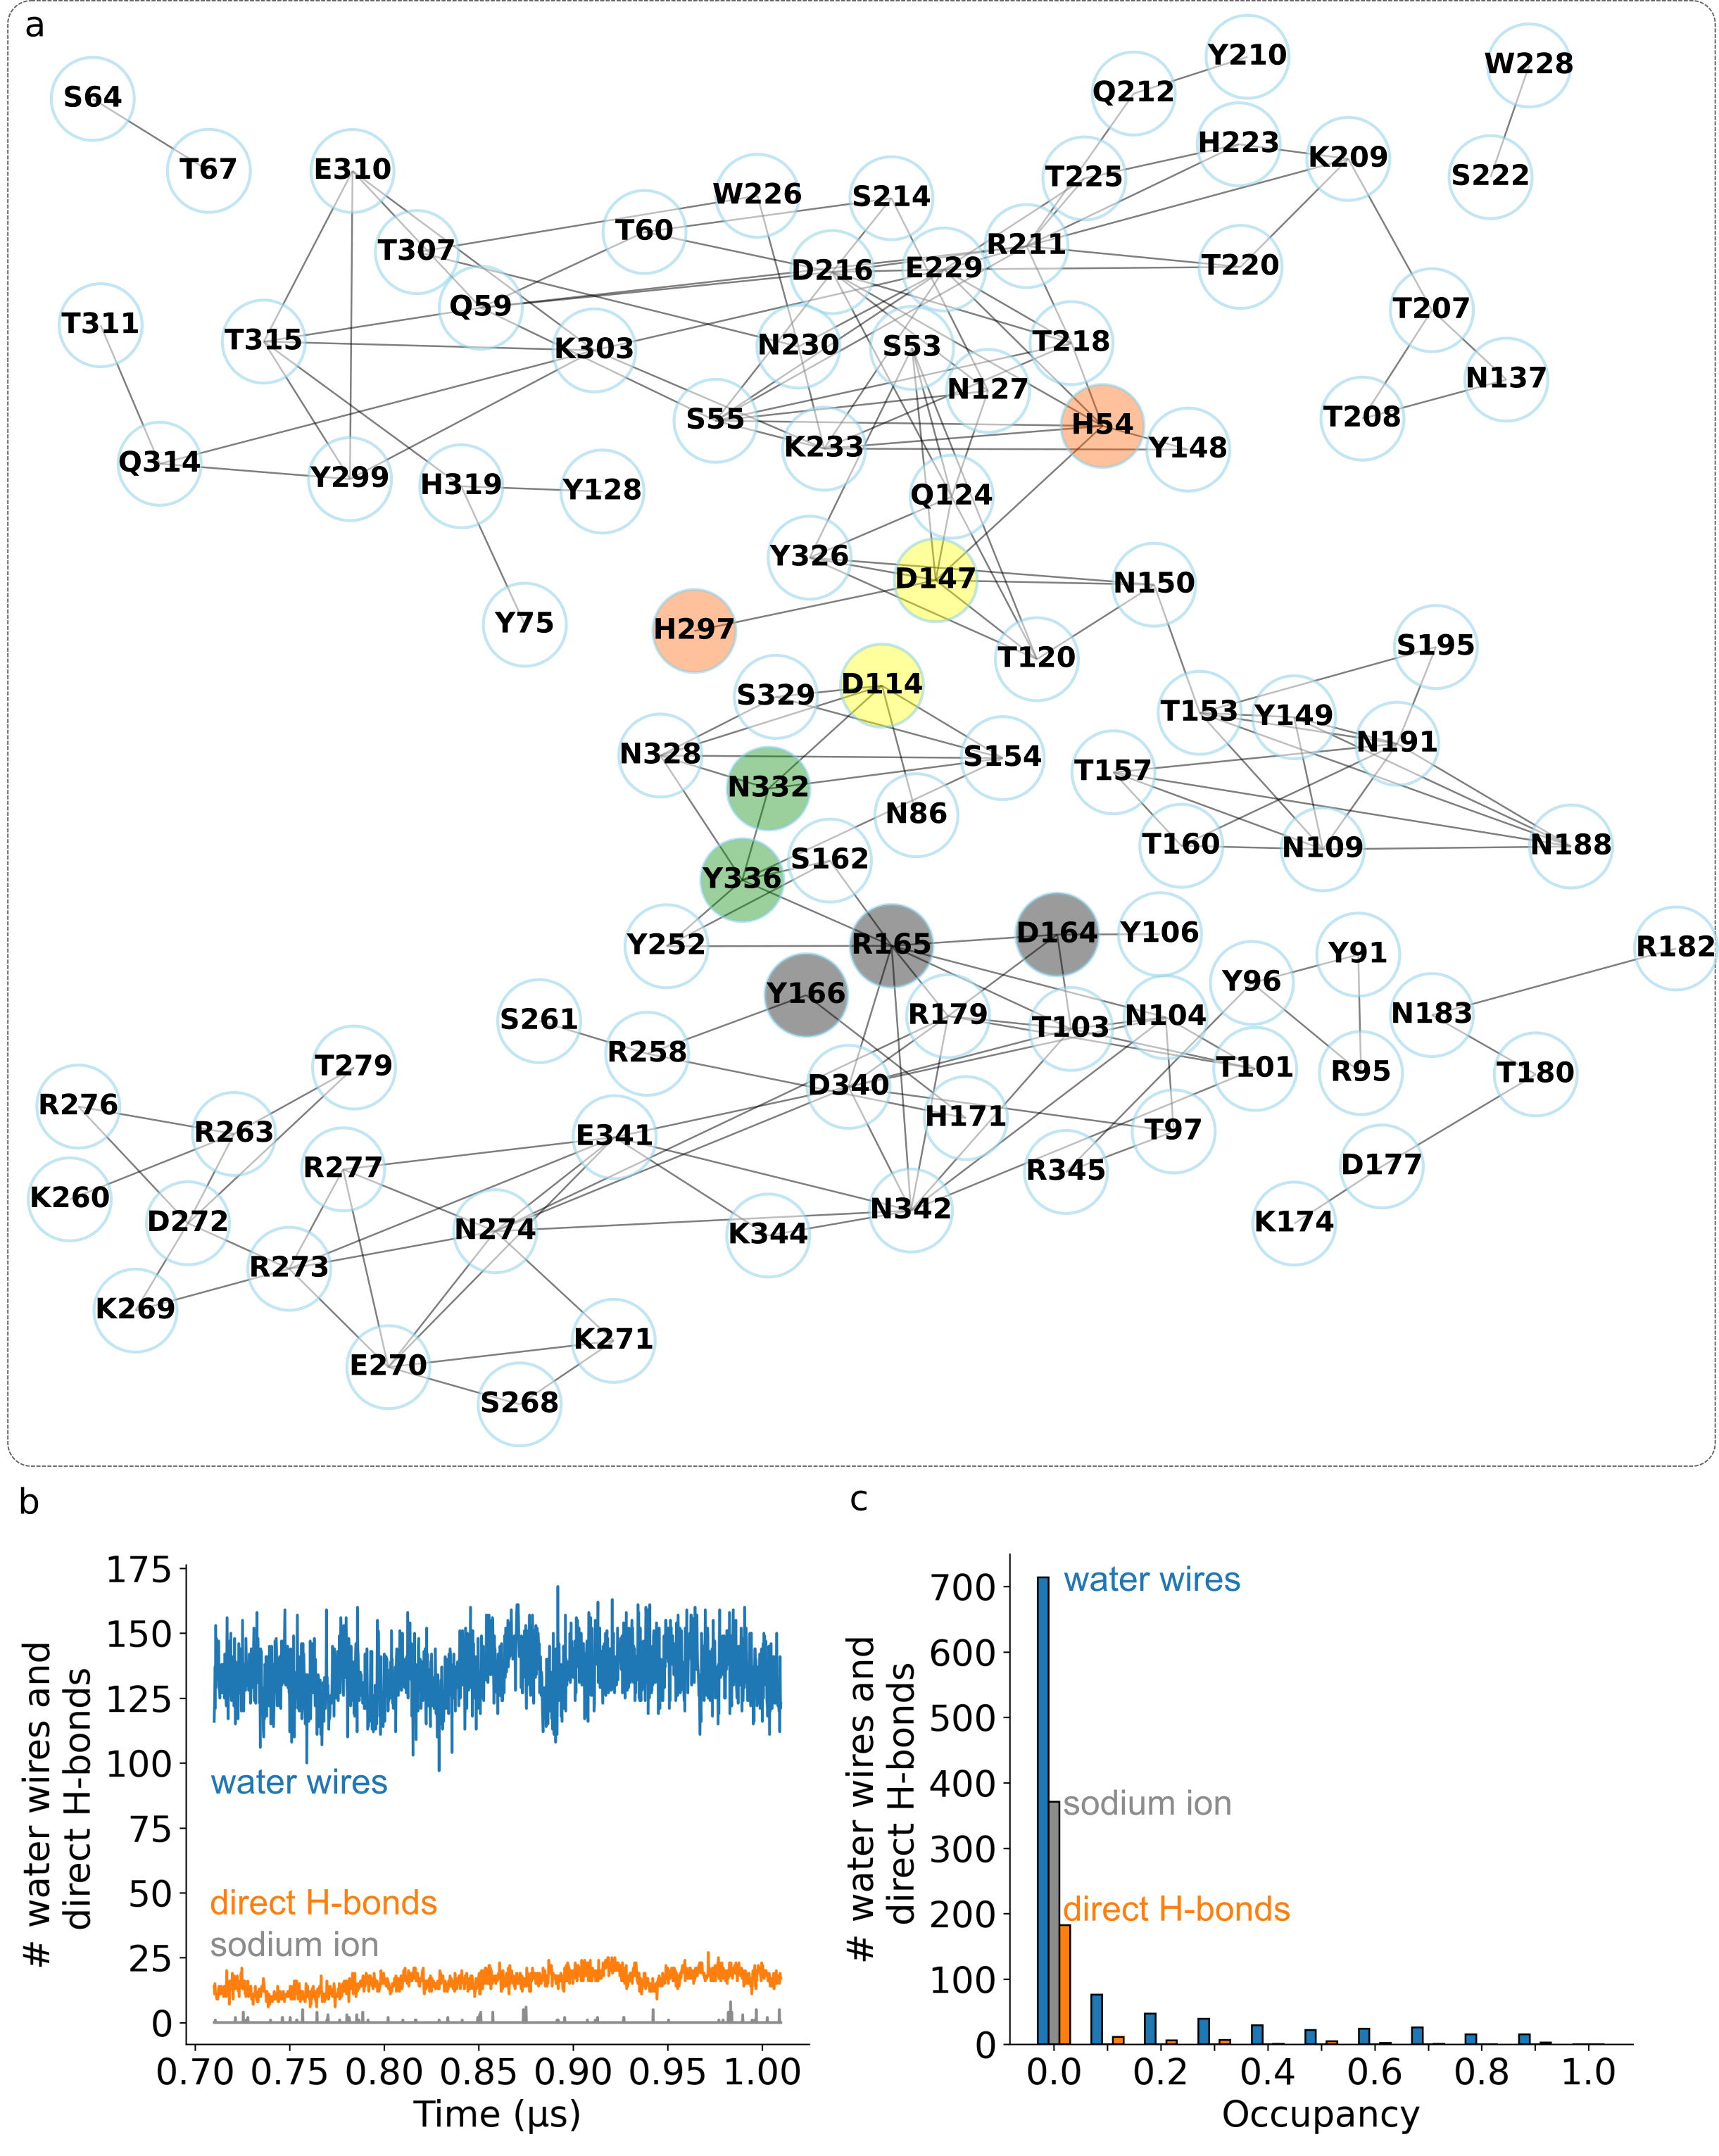 a
S64
T67
E310
T307
Q59
T311
T315
K303
Q314
Y299
H319
Y128
Y75
W226
T60
S214
D216
E229
R211
N230
S53
T218
N127
S55
K233
H54
Y148
Q212
Y210
T225
H223
K209
T220
W228
S222
T207
N137
T208
Q124
Y326
D147
N150
H297
T120
S329
D114
N328
S154
N332
N86
S162
Y336
Y252
S195
T153
Y149
N191
T157
T160
N109
N188
R165
D164
Y106
Y166
R179
T103
N104
T101
Y96
Y91
R95
R182
N183
T180
D177
K174
S261
R258
D340
H171
T97
R345
T279
R276
R263
K260
D272
R277
E341
R273
N274
K344
N342
K269
E270
K271
S268
b
# water wires and
direct H-bonds
175
150
125
100
75
50
25
0
water wires
direct H-bonds
sodium ion
0.70 0.75 0.80 0.85 0.90 0.95 1.00
Time (μs)
c
# water wires and
direct H-bonds
700
600
500
400
300
200
100
0
water wires
sodium ion
direct H-bonds
0.0 0.2 0.4 0.6 0.8 1.0
Occupancy